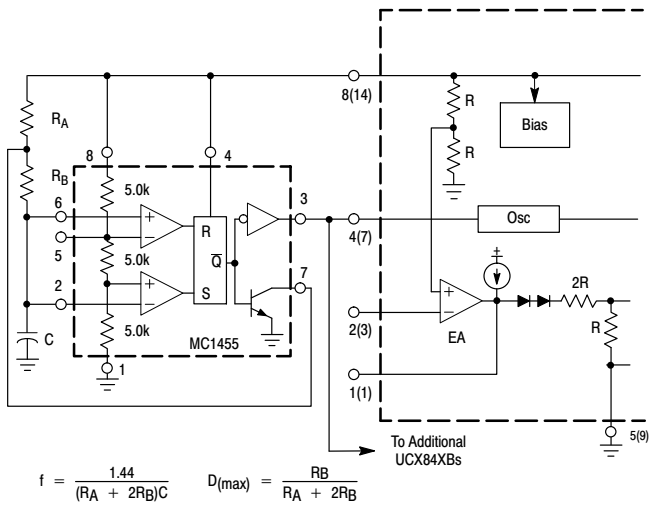 8(14)
R
Bias
R
RA
RB
8
4
5.0k
6
5
5.0k
2
5.0k
C
1
+
−
+
−
R
Q
S
3
7
MC1455
4(7)
Osc
+
2R
+
−
EA
R
2(3)
1(1)
5(9)
To Additional
UCX84XBs
f = 1.44 / (RA + 2RB)C
D(max) = RB / RA + 2RB